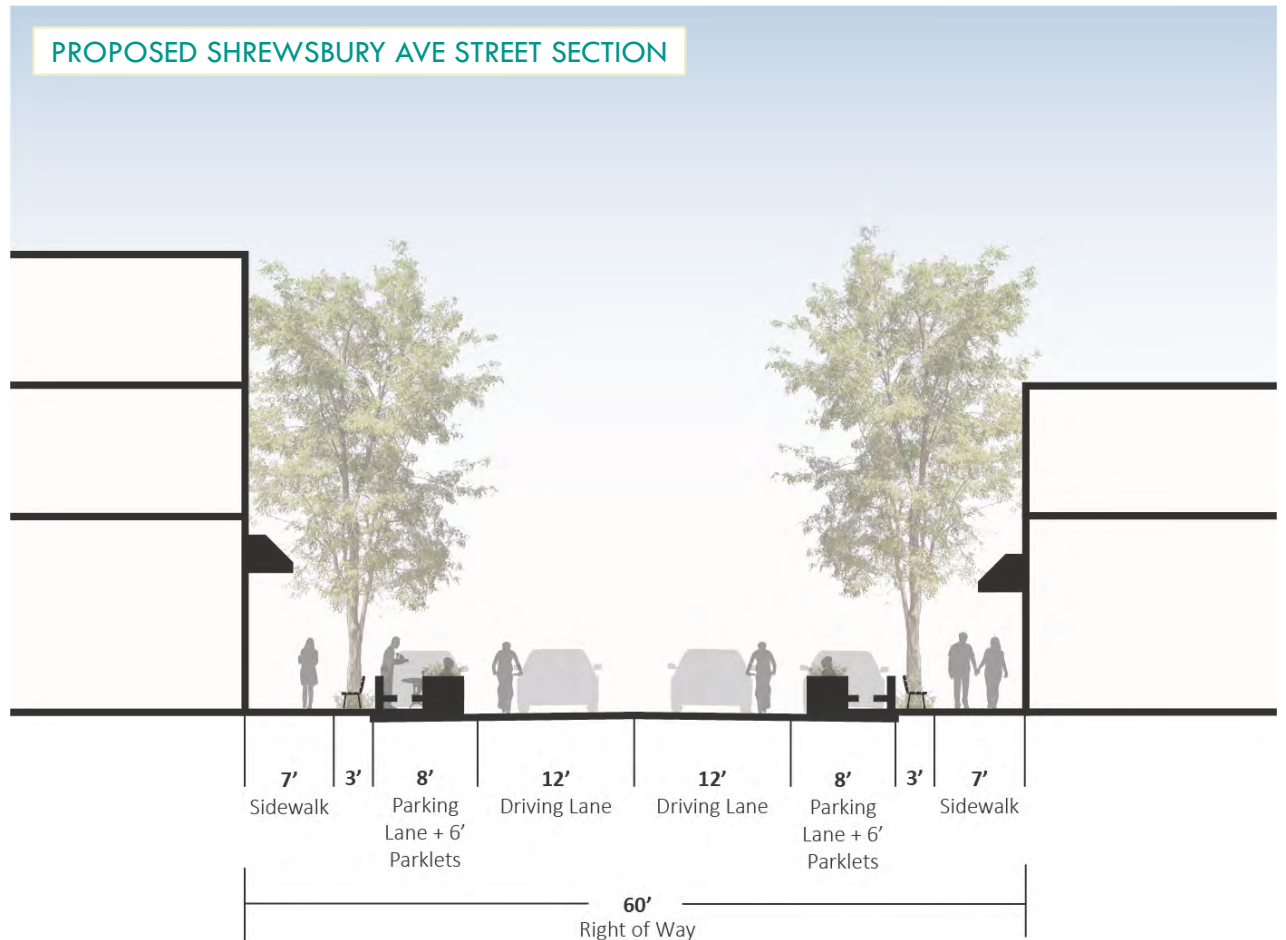 PROPOSED SHREWSBURY AVE STREET SECTION
7’ 3’ 8’ 12’ 12’ 8’ 3’ 7’
Sidewalk Parking Driving Lane Driving Lane Parking Sidewalk
Lane + 6’ Lane + 6’
Parklets Parklets
60’
Right of Way